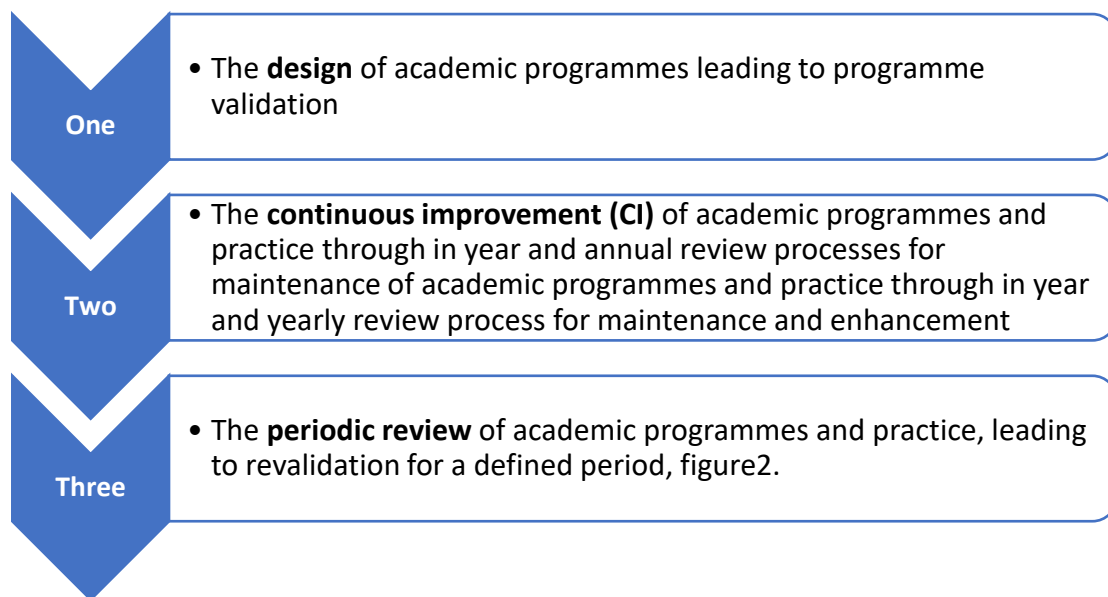 One
• The design of academic programmes leading to programme
validation
Two
• The continuous improvement (CI) of academic programmes and
practice through in year and annual review processes for
maintenance of academic programmes and practice through in year
and yearly review process for maintenance and enhancement
Three
• The periodic review of academic programmes and practice, leading
to revalidation for a defined period, figure2.